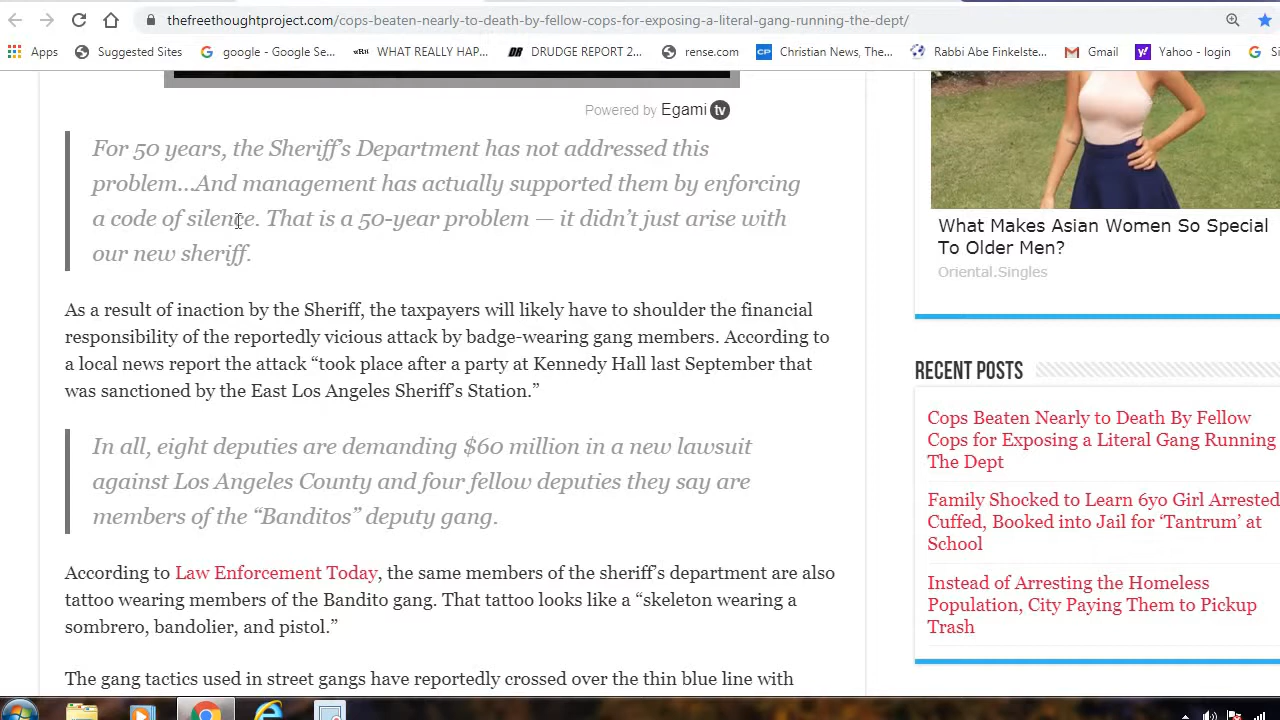 thefreethoughtproject.com/cops-beaten-nearly-to-death-by-fellow-cops-for-exposing-a-literal-gang-running-the-dept/
Apps
Suggested Sites
google - Google Se...
WHAT REALLY HAP...
DRUDGE REPORT 2...
rense.com
CP
Christian News, The...
Rabbi Abe Finkelste...
Gmail
Yahoo - login
Powered by Egami tv
For 50 years, the Sheriff’s Department has not addressed this
problem…And management has actually supported them by enforcing
a code of silence. That is a 50-year problem — it didn’t just arise with
our new sheriff.
As a result of inaction by the Sheriff, the taxpayers will likely have to shoulder the financial
responsibility of the reportedly vicious attack by badge-wearing gang members. According to
a local news report the attack “took place after a party at Kennedy Hall last September that
was sanctioned by the East Los Angeles Sheriff’s Station.”
In all, eight deputies are demanding $60 million in a new lawsuit
against Los Angeles County and four fellow deputies they say are
members of the “Banditos” deputy gang.
According to Law Enforcement Today, the same members of the sheriff’s department are also
tattoo wearing members of the Bandito gang. That tattoo looks like a “skeleton wearing a
sombrero, bandolier, and pistol.”
The gang tactics used in street gangs have reportedly crossed over the thin blue line with
What Makes Asian Women So Special
To Older Men?
Oriental.Singles
RECENT POSTS
Cops Beaten Nearly to Death By Fellow
Cops for Exposing a Literal Gang Running
The Dept
Family Shocked to Learn 6yo Girl Arrested
Cuffed, Booked into Jail for ‘Tantrum’ at
School
Instead of Arresting the Homeless
Population, City Paying Them to Pickup
Trash